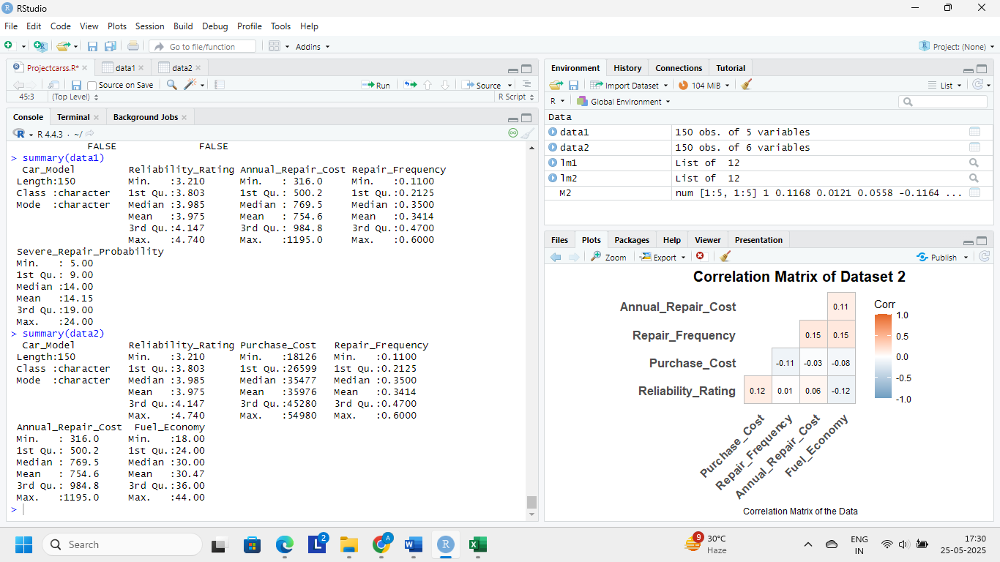 RStudio
File Edit Code View Plots Session Build Debug Profile Tools Help
Go to file/function Addins Project: (None)
Projectcarss.R* data1 data2
Source on Save Run Source
45:3 (Top Level) R Script
Console Terminal Background Jobs
R 4.4.3 · ~/
FALSE FALSE
> summary(data1)
Car_Model Reliability_Rating Annual_Repair_Cost Repair_Frequency
Length:150 Min. :3.210 Min. : 316.0 Min. :0.1100
Class :character 1st Qu.:3.803 1st Qu.: 500.2 1st Qu.:0.2125
Mode :character Median :3.985 Median : 769.5 Median :0.3500
Mean :3.975 Mean : 754.6 Mean :0.3414
3rd Qu.:4.147 3rd Qu.: 984.8 3rd Qu.:0.4700
Max. :4.740 Max. :1195.0 Max. :0.6000
Severe_Repair_Probability
Min. : 5.00
1st Qu.: 9.00
Median :14.00
Mean :14.15
3rd Qu.:19.00
Max. :24.00
> summary(data2)
Car_Model Reliability_Rating Purchase_Cost Repair_Frequency
Length:150 Min. :3.210 Min. :18126 Min. :0.1100
Class :character 1st Qu.:3.803 1st Qu.:26599 1st Qu.:0.2125
Mode :character Median :3.985 Median :35477 Median :0.3500
Mean :3.975 Mean :35976 Mean :0.3414
3rd Qu.:4.147 3rd Qu.:45280 3rd Qu.:0.4700
Max. :4.740 Max. :54980 Max. :0.6000
Annual_Repair_Cost Fuel_Economy
Min. : 316.0 Min. :18.00
1st Qu.: 500.2 1st Qu.:24.00
Median : 769.5 Median :30.00
Mean : 754.6 Mean :30.47
3rd Qu.: 984.8 3rd Qu.:36.00
Max. :1195.0 Max. :44.00
>
Environment History Connections Tutorial
Import Dataset 104 MiB List
R Global Environment
Data
data1 150 obs. of 5 variables
data2 150 obs. of 6 variables
lm1 List of 12
lm2 List of 12
M2 num [1:5, 1:5] 1 0.1168 0.0121 0.0558 -0.1164 ...
Files Plots Packages Help Viewer Presentation
Zoom Export Publish
Correlation Matrix of Dataset 2
Annual_Repair_Cost 0.11
Repair_Frequency 0.15 0.15
Purchase_Cost -0.11 -0.03 -0.08
Reliability_Rating 0.12 0.01 0.06 -0.12
Purchase_Cost
Repair_Frequency
Annual_Repair_Cost
Fuel_Economy
Corr
1.0
0.5
0.0
-0.5
-1.0
Correlation Matrix of the Data
Search
L 2
A
W
R
X
9
30°C
Haze
ENG
IN
17:30
25-05-2025